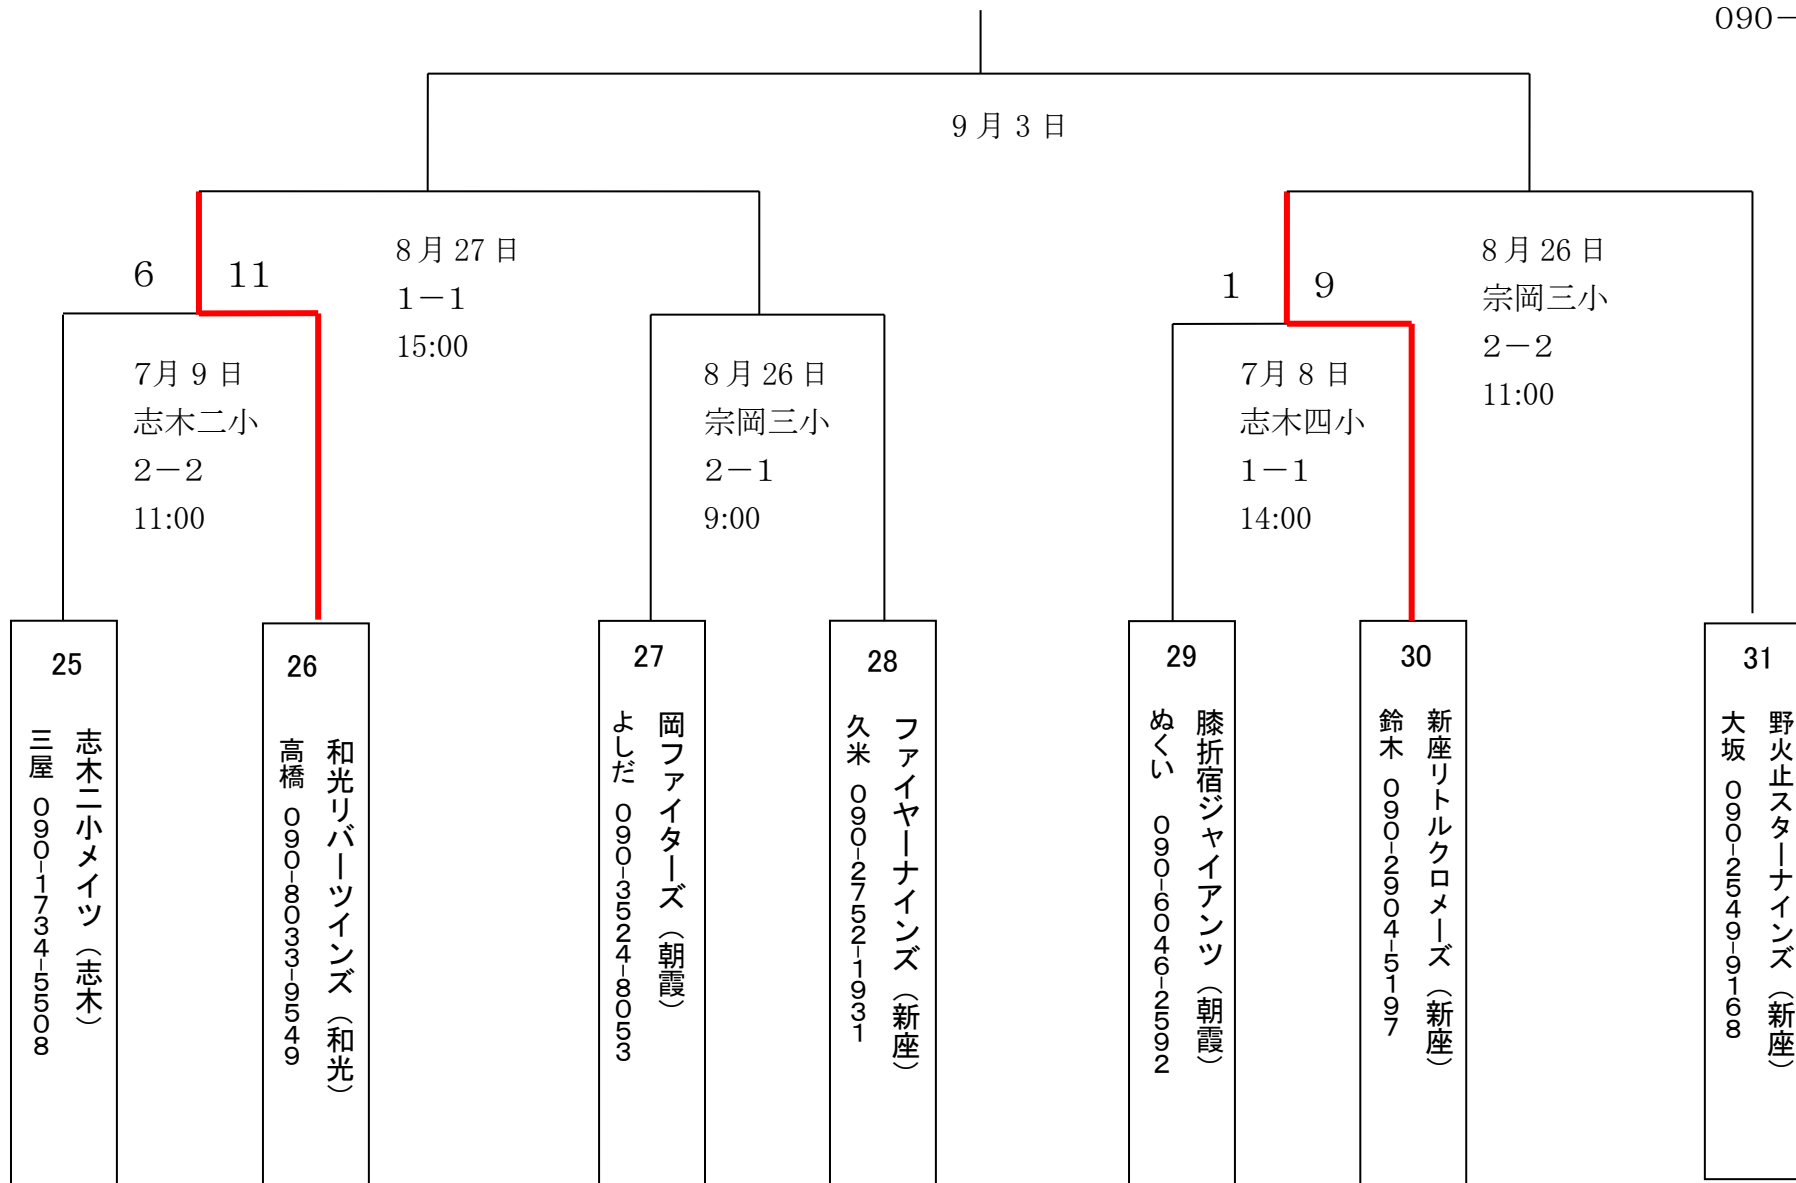 090－
9月3日
8月27日
1－1
15:00
8月26日
宗岡三小
2－2
11:00
6
11
1
9
7月9日
志木二小
2－2
11:00
8月26日
宗岡三小
2－1
9:00
7月8日
志木四小
1－1
14:00
25
志木二小メイツ（志木）
三屋 090-1734-5508
26
和光リバーツインズ（和光）
高橋 090-8033-9549
27
岡ファイターズ（朝霞）
よしだ 090-3524-8053
28
ファイヤーナインズ（新座）
久米 090-2752-1931
29
膝折宿ジャイアンツ（朝霞）
ぬくい 090-6046-2592
30
新座リトルクロメーズ（新座）
鈴木 090-2904-5197
31
野火止スターナインズ（新座）
大坂 090-2549-9168